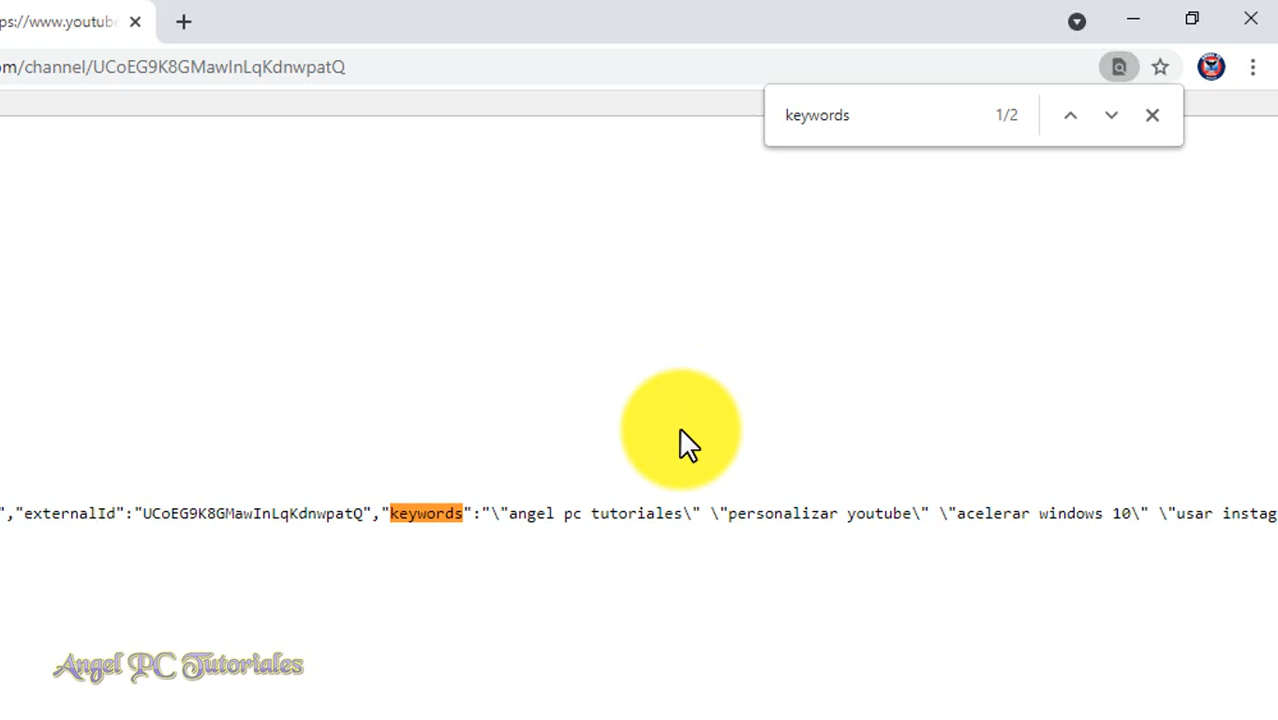 ps://www.youtube
om/channel/UCoEG9K8GMawInLqKdnwpatQ
keywords 1/2
","externalId":"UCoEG9K8GMawInLqKdnwpatQ","keywords":"\"angel pc tutoriales\" \"personalizar youtube\" \"acelerar windows 10\" \"usar instag
Angel PC Tutoriales